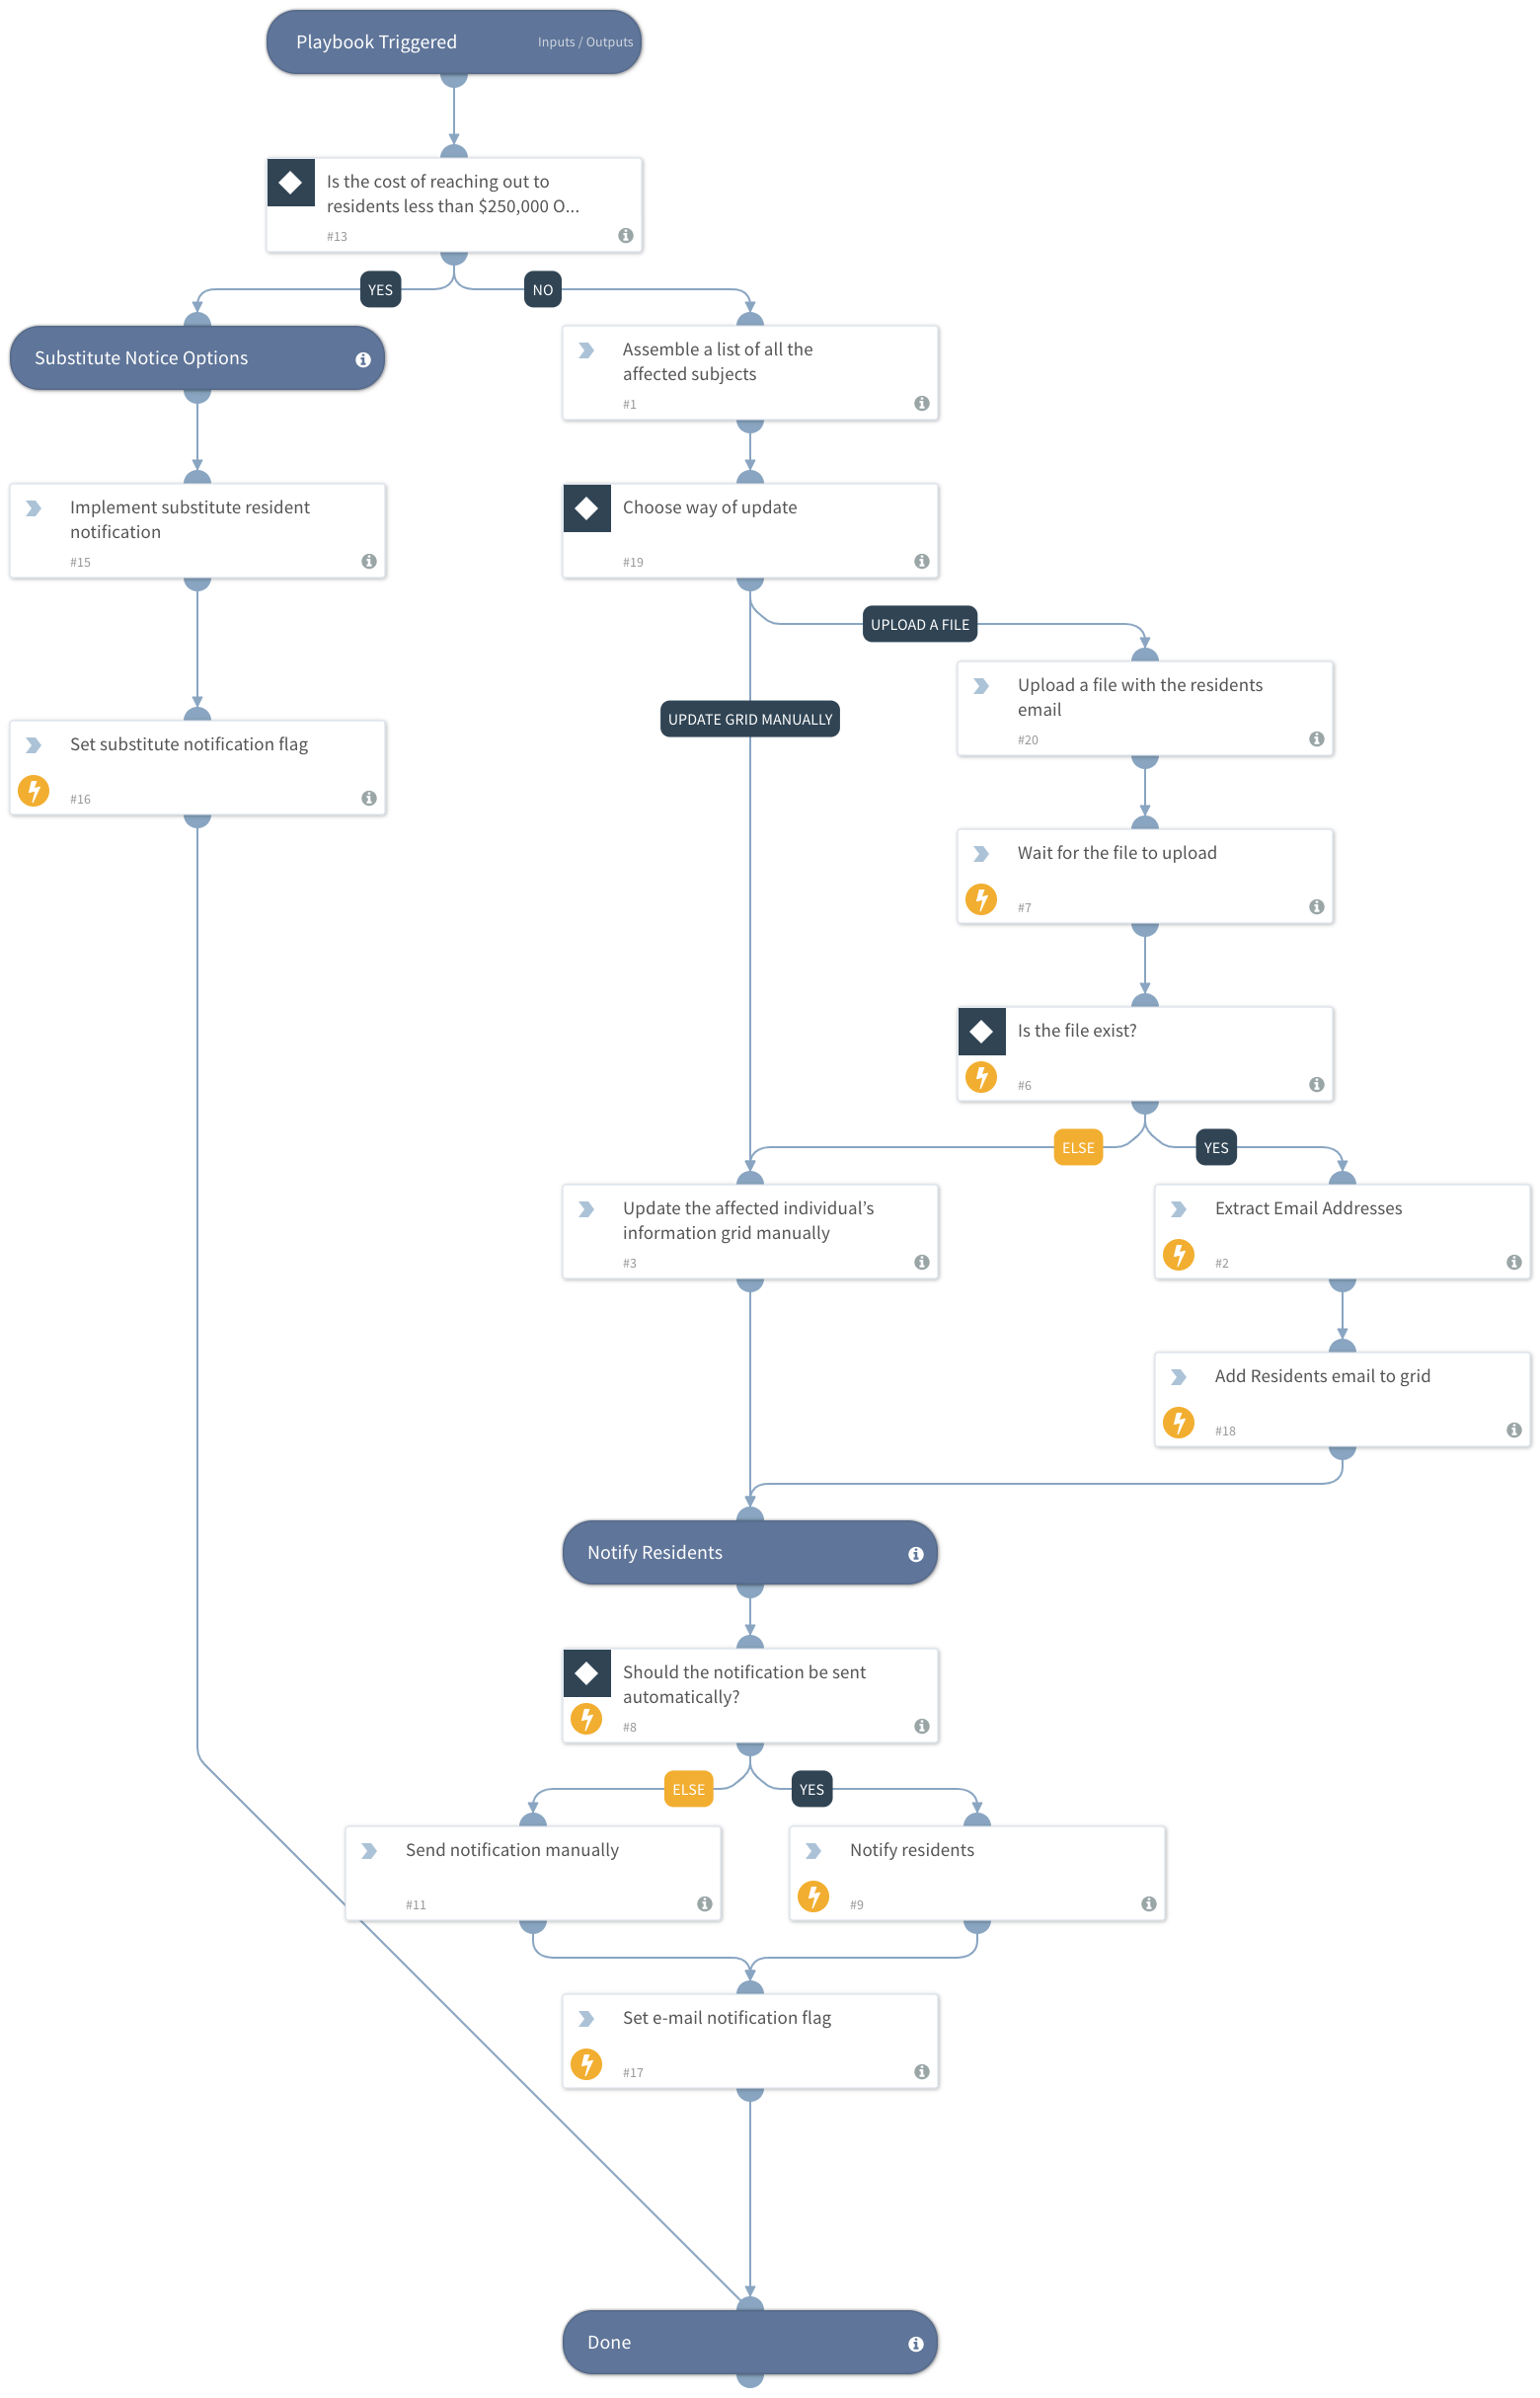 Playbook Triggered
Inputs / Outputs
Is the cost of reaching out to
residents less than $250,000 O...
#13
YES
NO
Substitute Notice Options
Assemble a list of all the
affected subjects
#1
Implement substitute resident
notification
#15
Choose way of update
#19
UPLOAD A FILE
Upload a file with the residents
email
#20
UPDATE GRID MANUALLY
Set substitute notification flag
#16
Wait for the file to upload
#7
Is the file exist?
#6
ELSE
YES
Update the affected individual’s
information grid manually
#3
Extract Email Addresses
#2
Add Residents email to grid
#18
Notify Residents
Should the notification be sent
automatically?
#8
ELSE
YES
Send notification manually
#11
Notify residents
#9
Set e-mail notification flag
#17
Done